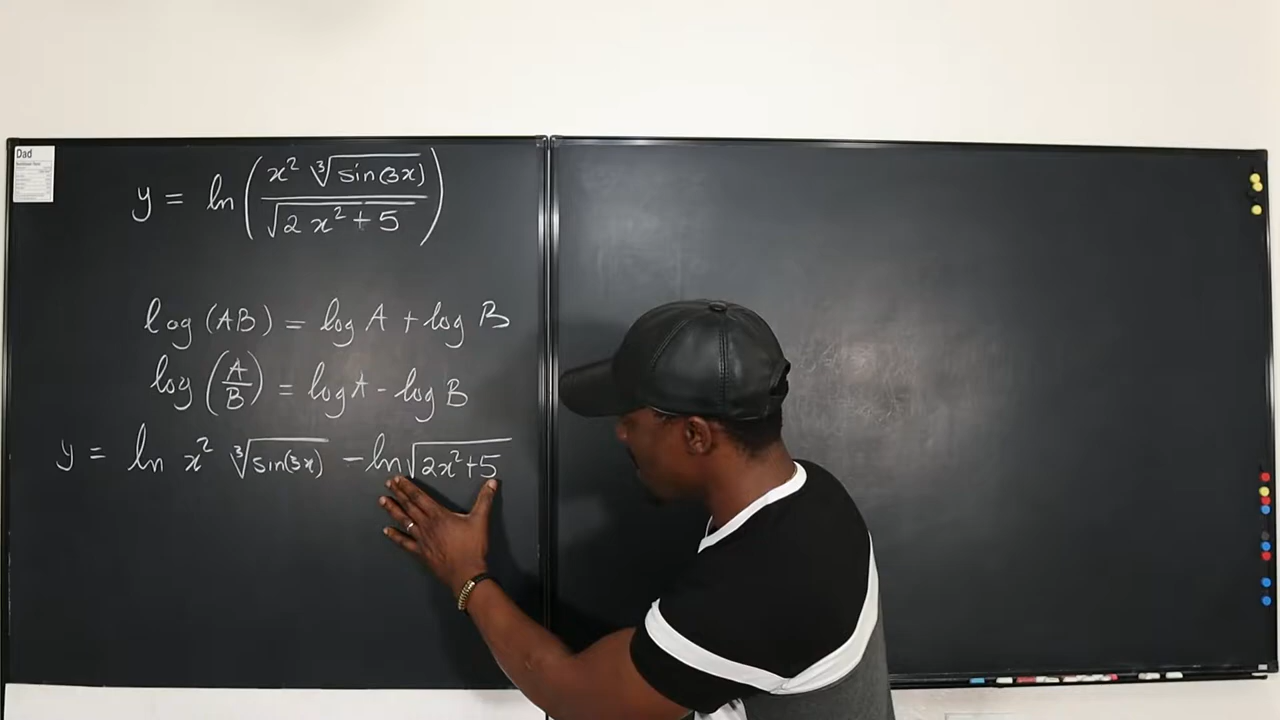 Dad
y = ln(x² ∛sin(3x) / √2x² + 5)
log(AB) = log A + log B
log(A/B) = log A - log B
y = ln x² ∛sin(3x) - ln √2x²+5